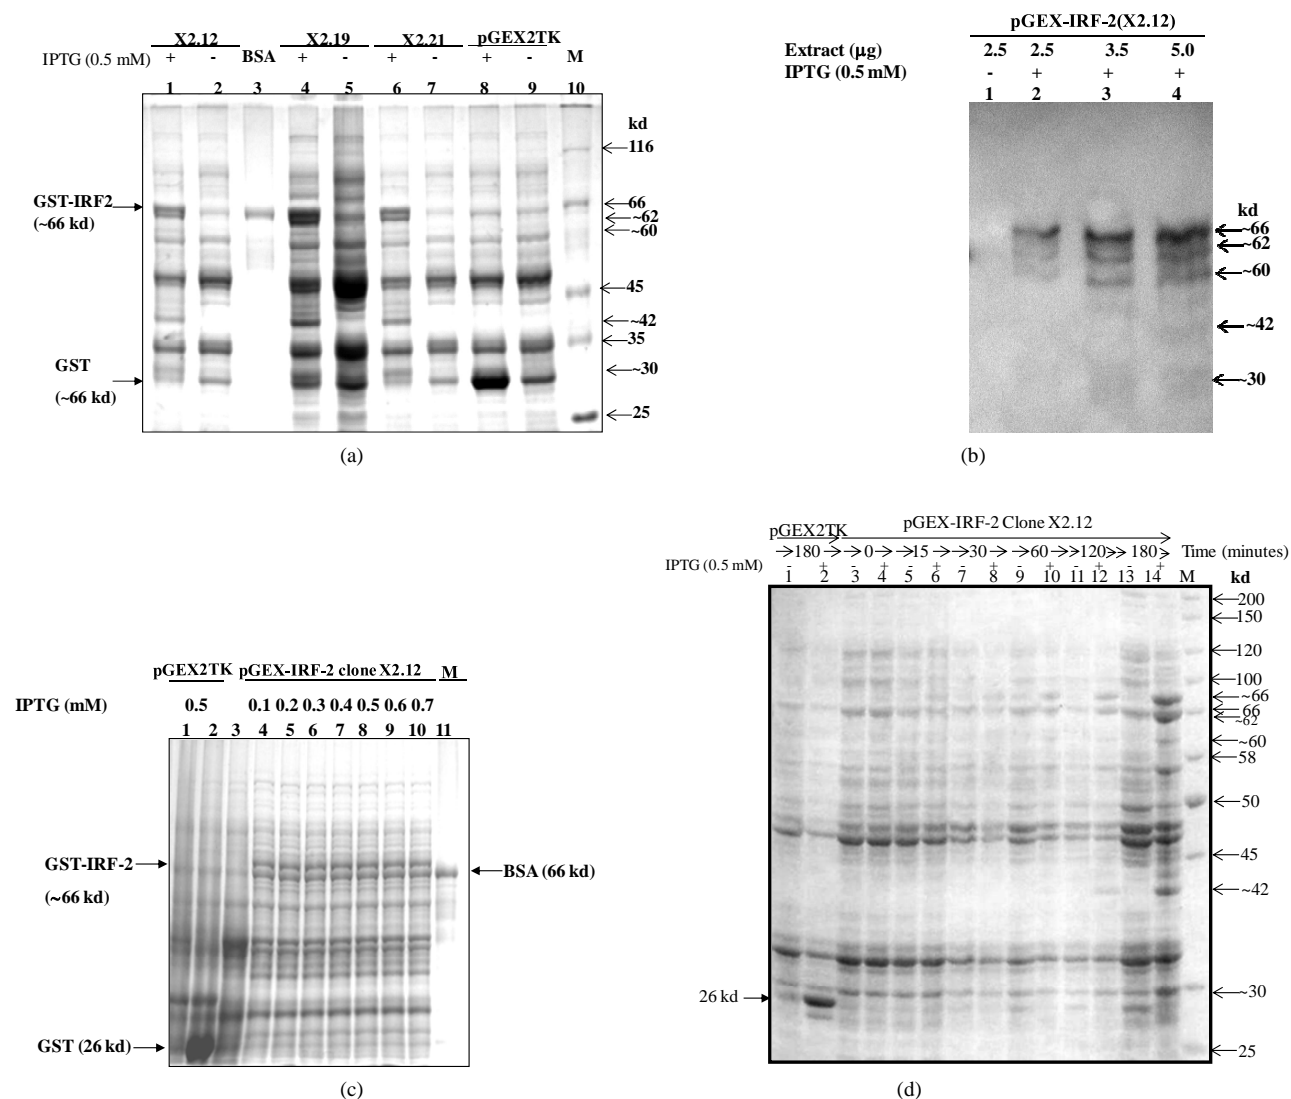 X2.12 X2.19 X2.21 pGEX2TK
IPTG (0.5 mM) + - BSA + - + - + - M
1 2 3 4 5 6 7 8 9 10
kd
116
GST-IRF2
(~66 kd)
66
~62
~60
45
~42
35
GST
(~66 kd)
~30
25
(a)
pGEX-IRF-2(X2.12)
Extract (µg) 2.5 2.5 3.5 5.0
IPTG (0.5 mM) - + + +
1 2 3 4
kd
~66
~62
~60
~42
~30
(b)
pGEX2TK pGEX-IRF-2 clone X2.12 M
IPTG (mM) 0.5 0.1 0.2 0.3 0.4 0.5 0.6 0.7
1 2 3 4 5 6 7 8 9 10 11
GST-IRF-2
(~66 kd)
BSA (66 kd)
GST (26 kd)
(c)
pGEX2TK pGEX-IRF-2 Clone X2.12
180 0 15 30 60 120 180 Time (minutes)
IPTG (0.5 mM) - + - + - + - + - + - + - +
1 2 3 4 5 6 7 8 9 10 11 12 13 14 M kd
200
150
120
100
~66
66
~62
~60
58
50
45
~42
26 kd
~30
25
(d)